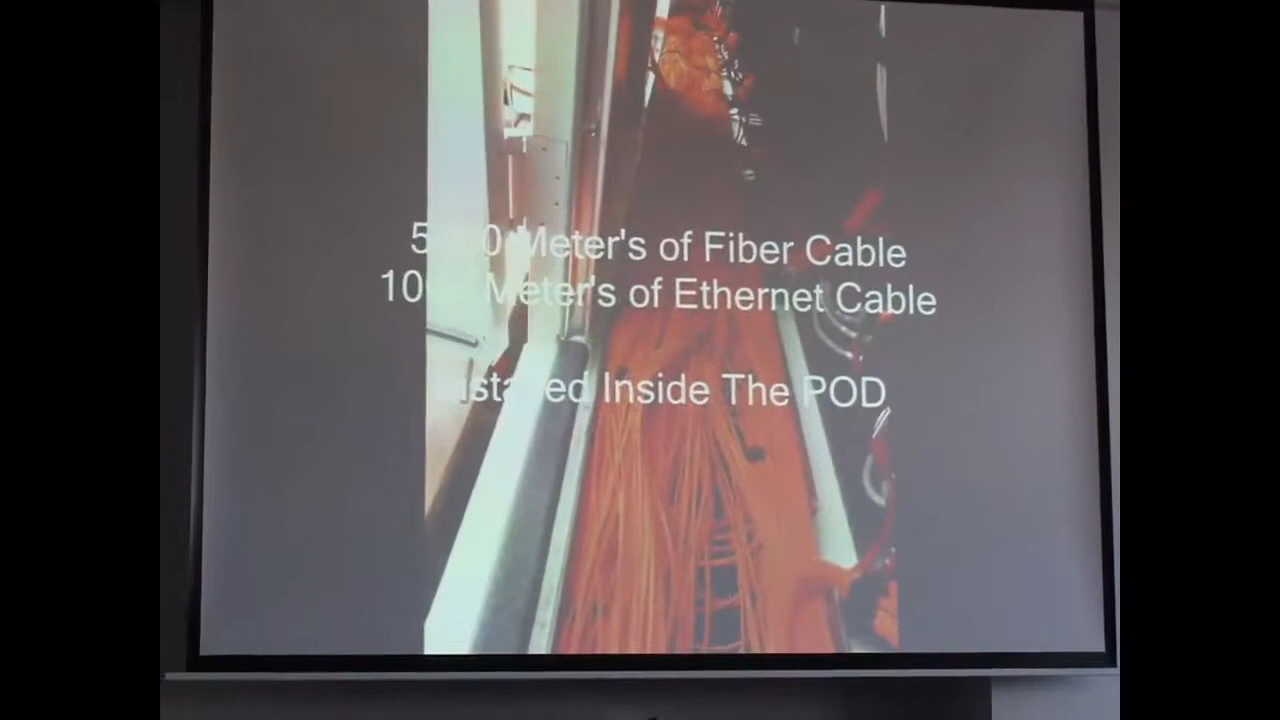 Meter's of Fiber Cable
Meter's of Ethernet Cable
Inside The POD